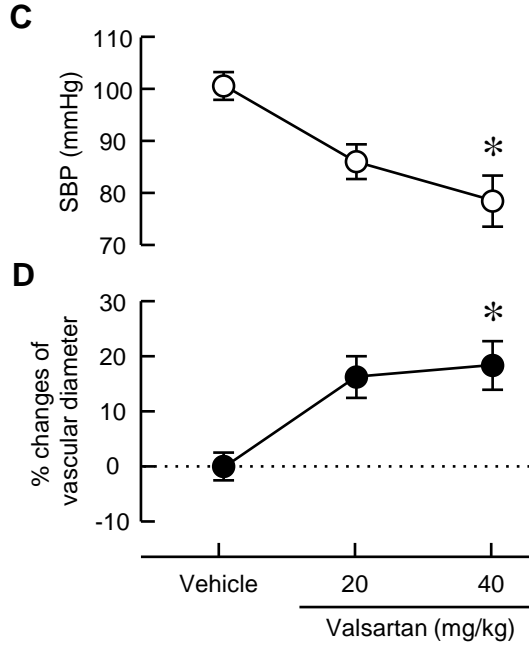 C
110
100
90
80
70
SBP (mmHg)
*
D
30
20
10
0
-10
% changes of
vascular diameter
*
Vehicle 20 40
Valsartan (mg/kg)